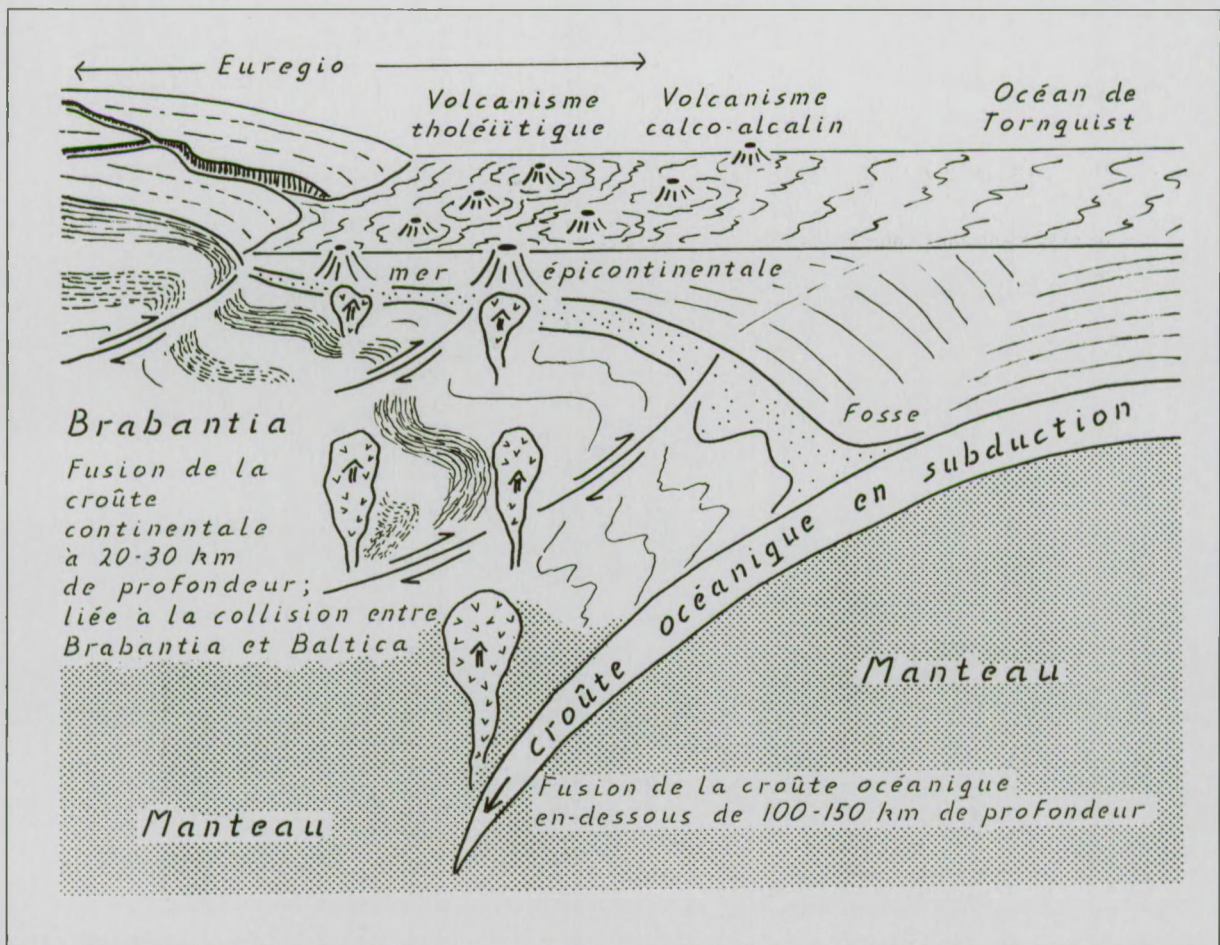 Euregio
Volcanisme
tholéiïtique
Volcanisme
calco-alcalin
Océan de
Tornquist
mer épicontinentale
Fosse
Brabantia
Fusion de la
croûte
continentale
à 20-30 km
de profondeur;
liée à la collision entre
Brabantia et Baltica
croûte océanique en subduction
Manteau
Manteau
Fusion de la croûte océanique
en-dessous de 100-150 km de profondeur